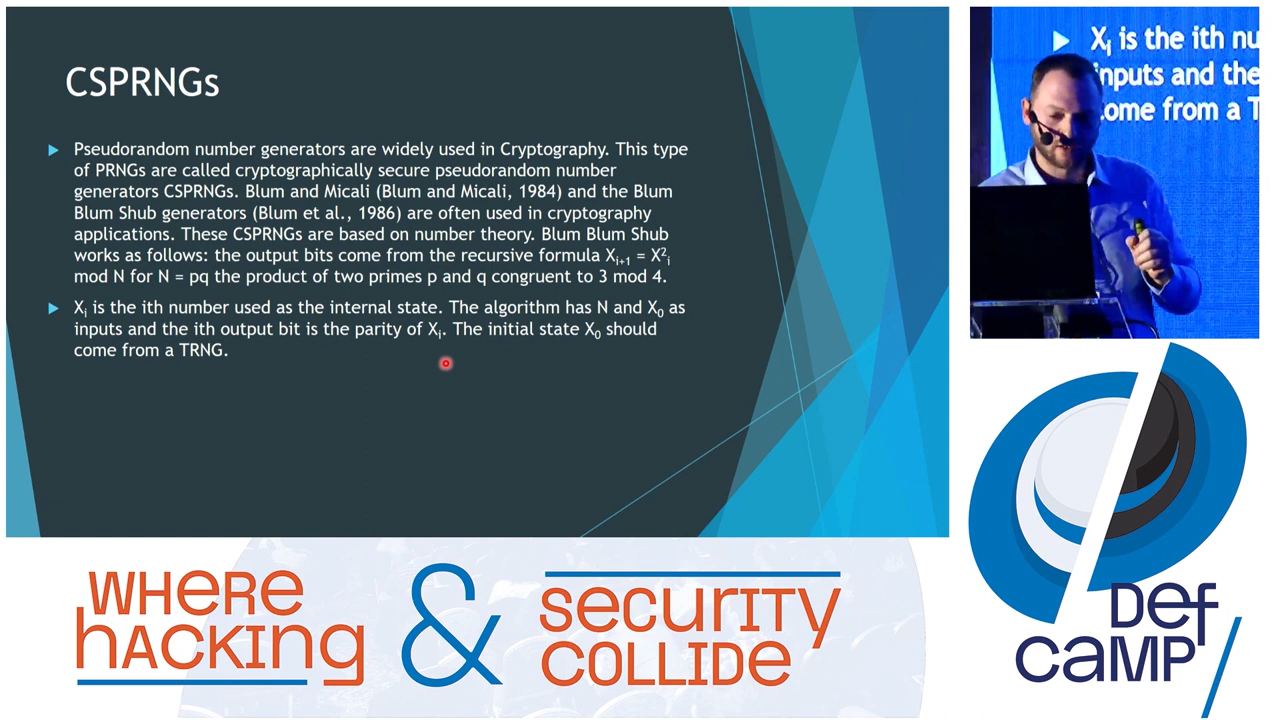 CSPRNGs
Pseudorandom number generators are widely used in Cryptography. This type
of PRNGs are called cryptographically secure pseudorandom number
generators CSPRNGs. Blum and Micali (Blum and Micali, 1984) and the Blum
Blum Shub generators (Blum et al., 1986) are often used in cryptography
applications. These CSPRNGs are based on number theory. Blum Blum Shub
works as follows: the output bits come from the recursive formula Xᵢ₊₁ = X²ᵢ
mod N for N = pq the product of two primes p and q congruent to 3 mod 4.
Xᵢ is the ith number used as the internal state. The algorithm has N and X₀ as
inputs and the ith output bit is the parity of Xᵢ. The initial state X₀ should
come from a TRNG.
Xᵢ is the ith nu
inputs and the
come from a T
WHERE
HACKING
&
SECURITY
COLLIDE
Def
CAMP